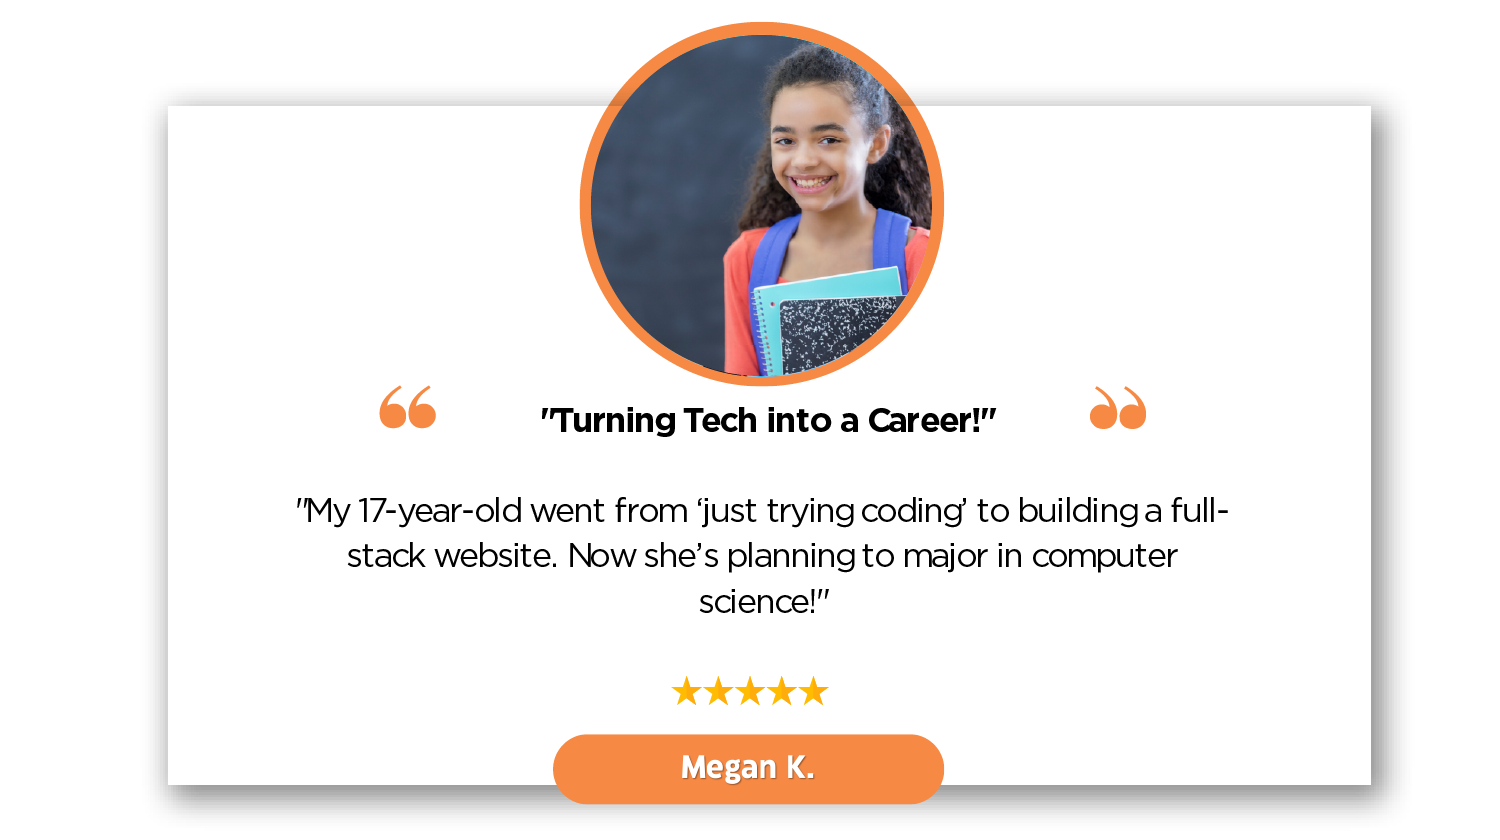 "Turning Tech into a Career!"
"My 17-year-old went from ‘just trying coding’ to building a full-
stack website. Now she’s planning to major in computer
science!"
Megan K.